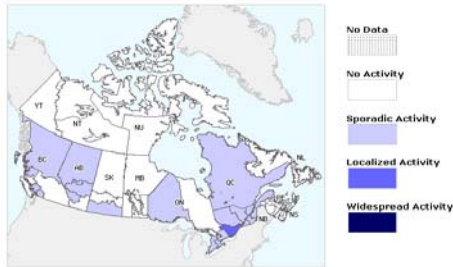 No Data
No Activity
YT
NT
NU
Sporadic Activity
BC
AB
SK
MB
ON
QC
NL
Localized Activity
NB
NS
Widespread Activity